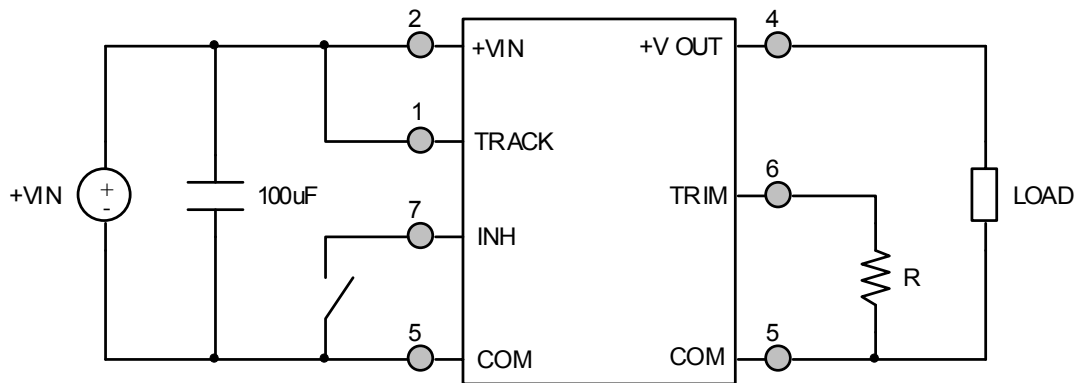 2
+VIN
+V OUT
4
1
TRACK
+VIN
+
-
100uF
7
INH
TRIM
6
LOAD
R
5
COM
COM
5